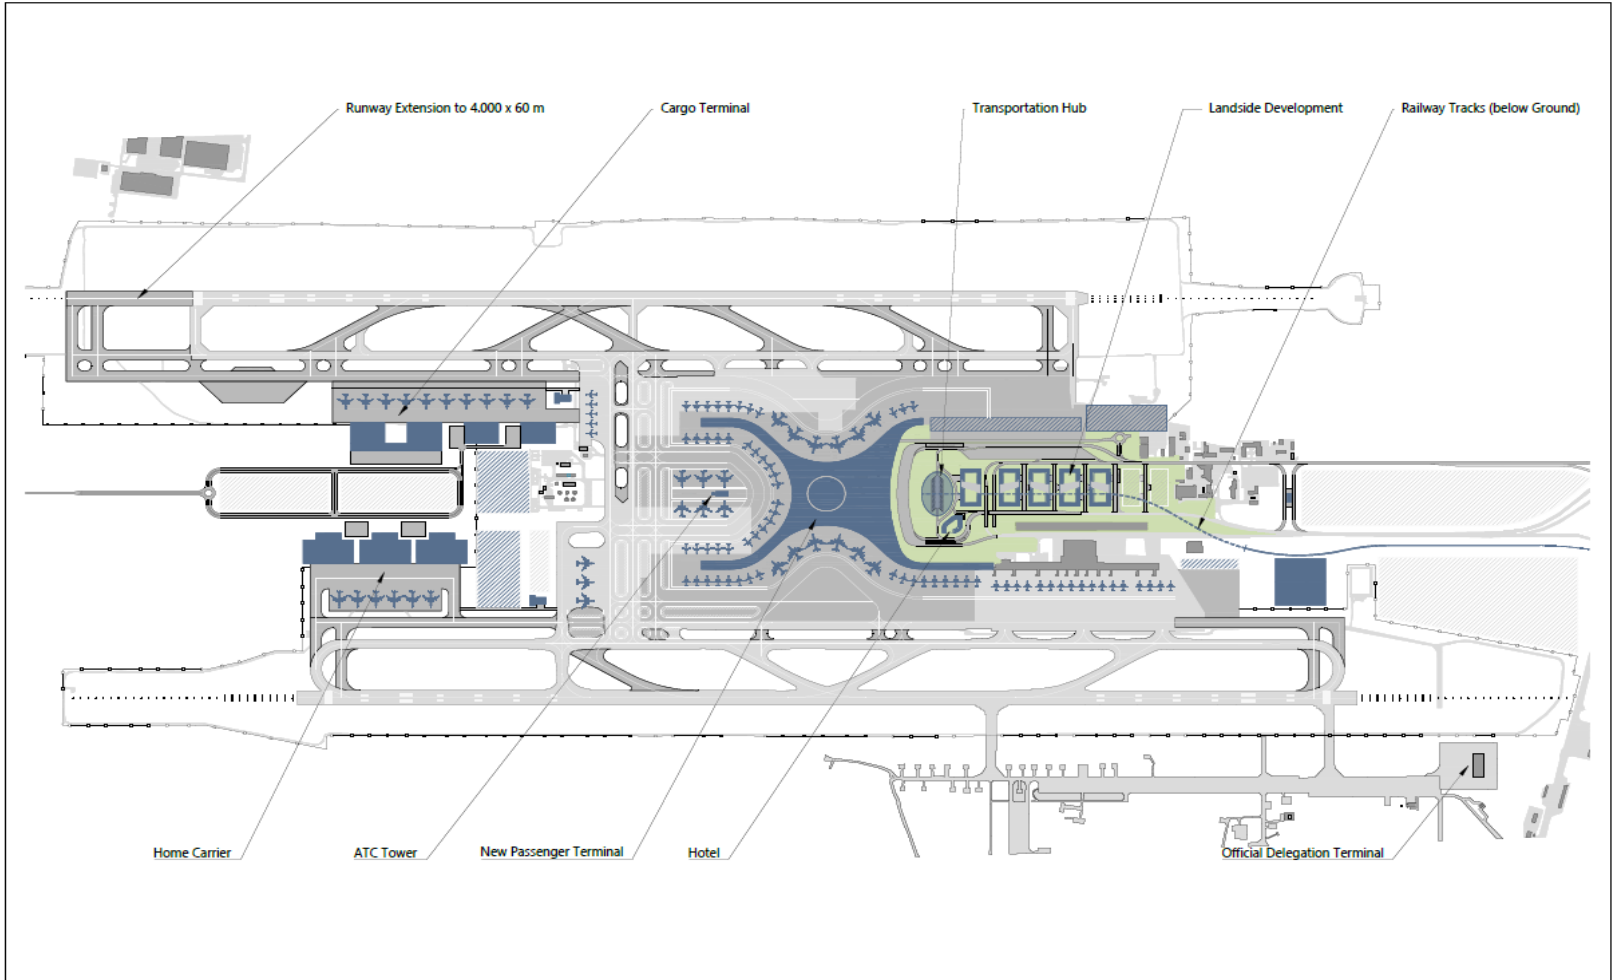 Runway Extension to 4.000 x 60 m
Cargo Terminal
Transportation Hub
Landside Development
Railway Tracks (below Ground)
Home Carrier
ATC Tower
New Passenger Terminal
Hotel
Official Delegation Terminal